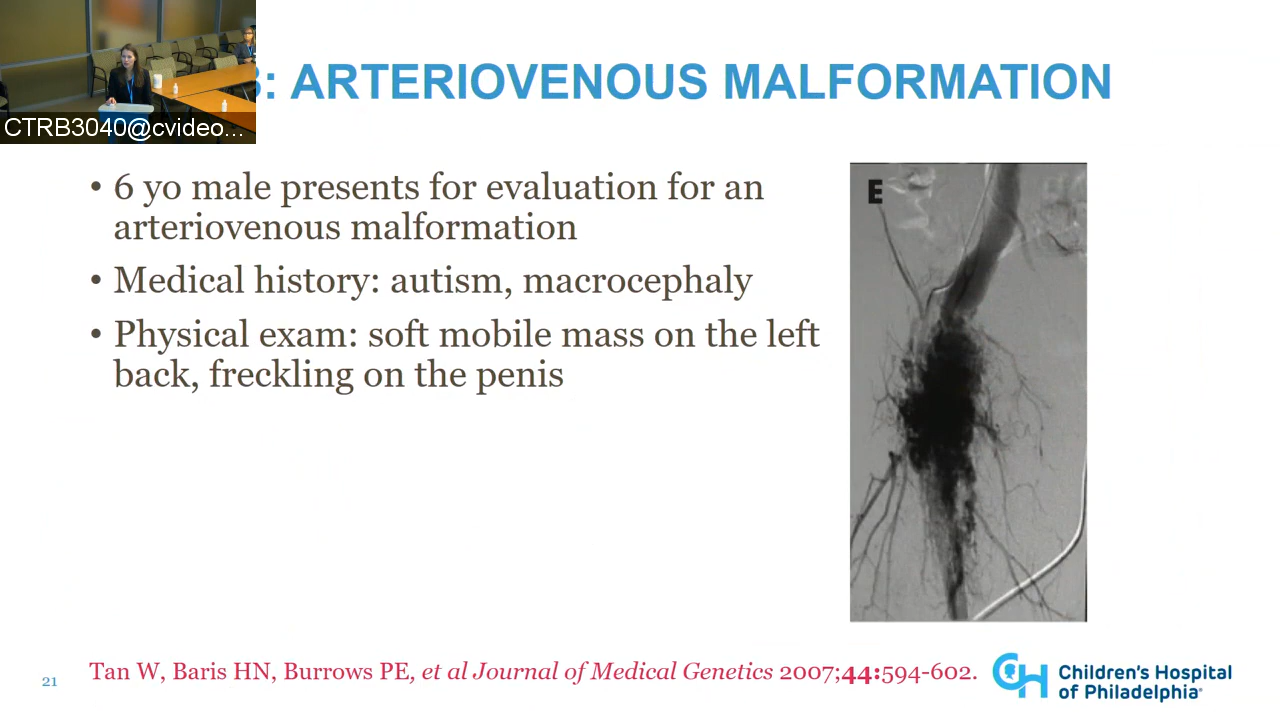 : ARTERIOVENOUS MALFORMATION
CTRB3040@cvideo...
• 6 yo male presents for evaluation for an
arteriovenous malformation
• Medical history: autism, macrocephaly
• Physical exam: soft mobile mass on the left
back, freckling on the penis
E
Tan W, Baris HN, Burrows PE, et al Journal of Medical Genetics 2007;44:594-602.
21
CH Children's Hospital
of Philadelphia®